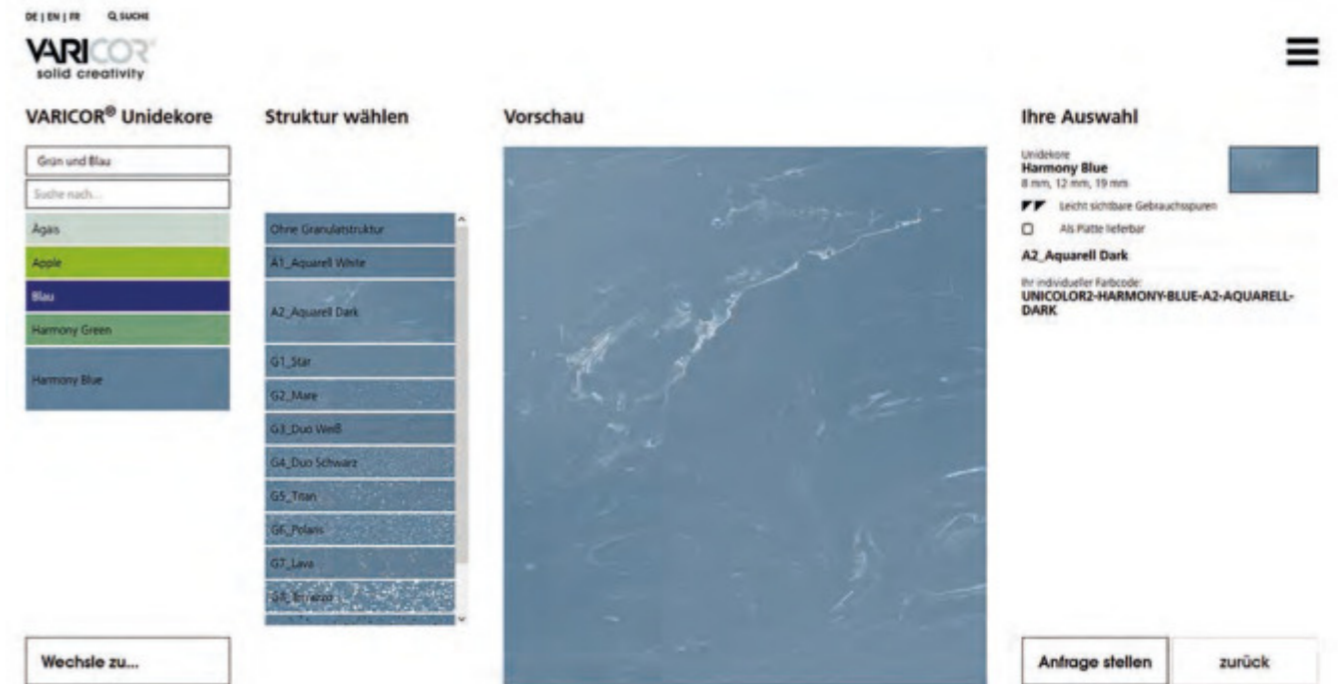 DE | EN | FR SUCHE
VARICOR®
solid creativity
VARICOR® Unidekore
Grün und Blau
Suche nach...
Ägais
Apple
Blau
Harmony Green
Harmony Blue
Wechsle zu...
Struktur wählen
Ohne Granulatstruktur
A1_Aquarell White
A2_Aquarell Dark
G1_Star
G2_Mare
G3_Duo Weiß
G4_Duo Schwarz
G5_Titan
G6_Polaris
G7_Lava
G8_Terrazzo
Vorschau
Ihre Auswahl
Unidekore
Harmony Blue
8 mm, 12 mm, 19 mm
Leicht sichtbare Gebrauchsspuren
Als Platte lieferbar
A2_Aquarell Dark
Ihr individueller Farbcode:
UNICOLOR2-HARMONY-BLUE-A2-AQUARELL-
DARK
Anfrage stellen
zurück